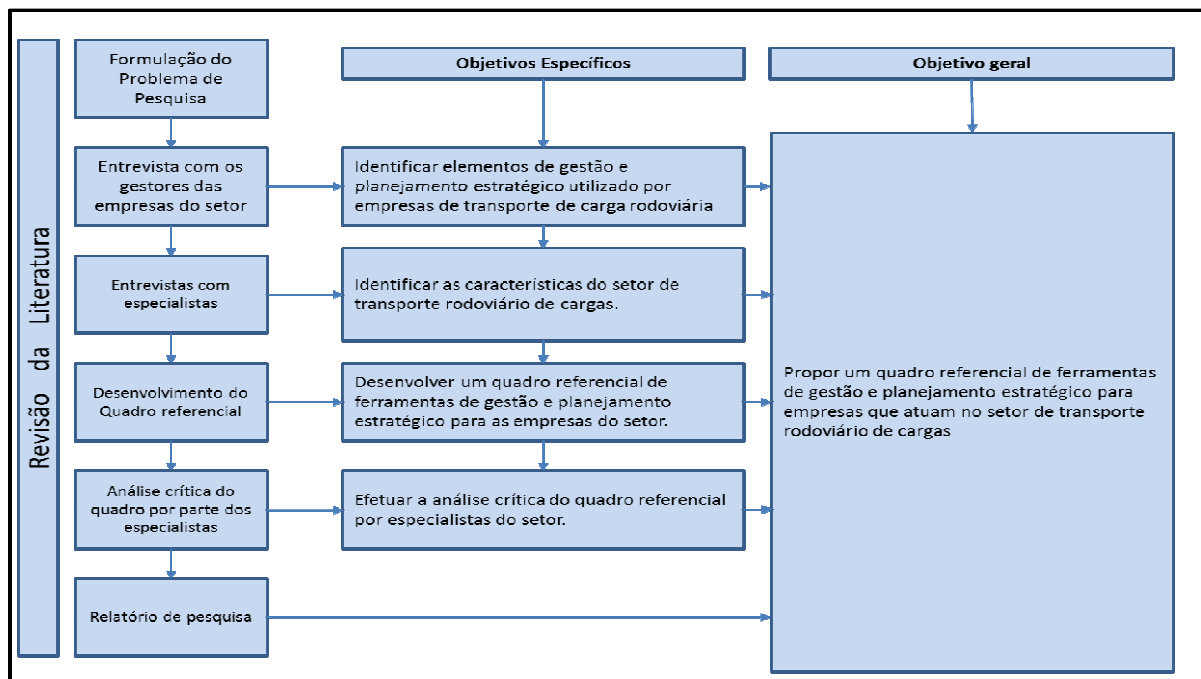 Revisão da Literatura
Formulação do
Problema de
Pesquisa
Objetivos Específicos
Objetivo geral
Entrevista com os
gestores das
empresas do setor
Identificar elementos de gestão e
planejamento estratégico utilizado por
empresas de transporte de carga rodoviária
Entrevistas com
especialistas
Identificar as características do setor de
transporte rodoviário de cargas.
Desenvolvimento do
Quadro referencial
Desenvolver um quadro referencial de
ferramentas de gestão e planejamento
estratégico para as empresas do setor.
Propor um quadro referencial de ferramentas
de gestão e planejamento estratégico para
empresas que atuam no setor de transporte
rodoviário de cargas
Análise crítica do
quadro por parte dos
especialistas
Efetuar a análise crítica do quadro referencial
por especialistas do setor.
Relatório de pesquisa